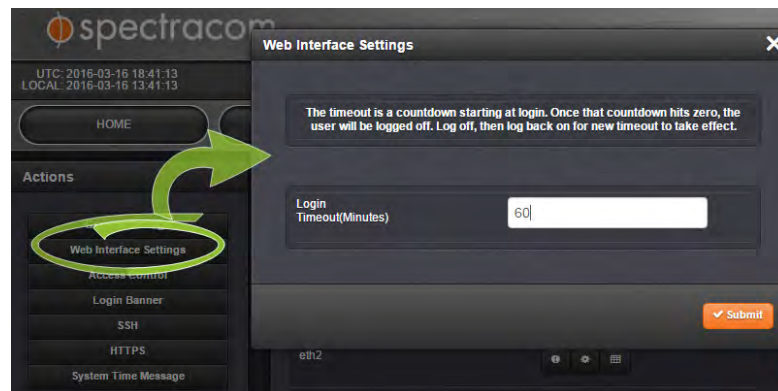 spectracom
UTC: 2016-03-16 18:41:13
LOCAL: 2016-03-16 13:41:13
HOME
Actions
Web Interface Settings
Access Control
Login Banner
SSH
HTTPS
System Time Message
Web Interface Settings
The timeout is a countdown starting at login. Once that countdown hits zero, the
user will be logged off. Log off, then log back on for new timeout to take effect.
Login
Timeout(Minutes)
60
Submit
eth2